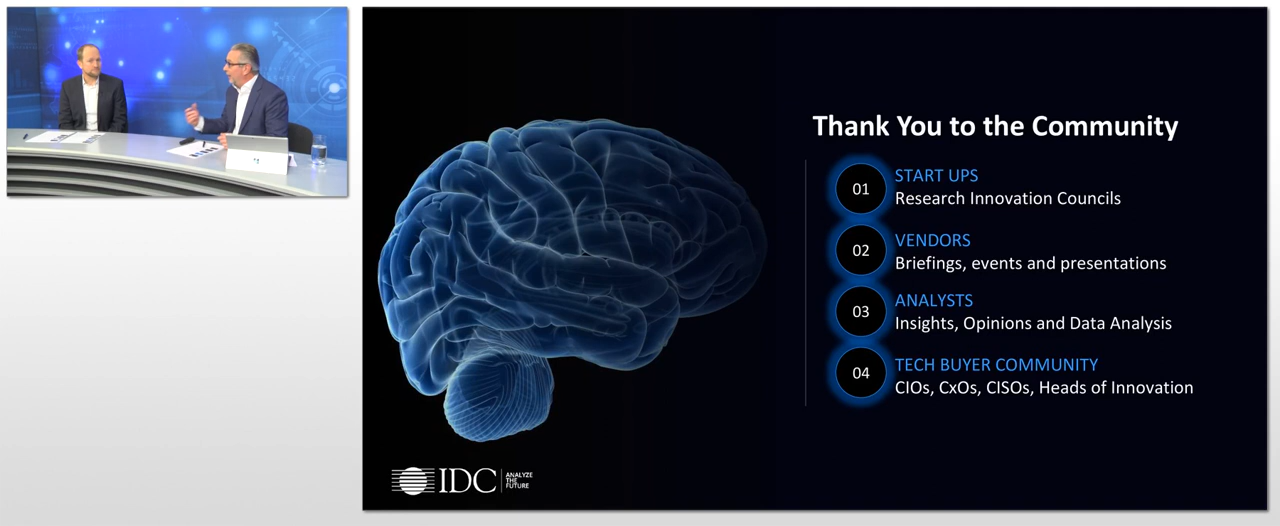 Thank You to the Community
01
START UPS
Research Innovation Councils
02
VENDORS
Briefings, events and presentations
03
ANALYSTS
Insights, Opinions and Data Analysis
04
TECH BUYER COMMUNITY
CIOs, CxOs, CISOs, Heads of Innovation
IDC
ANALYZE
THE
FUTURE